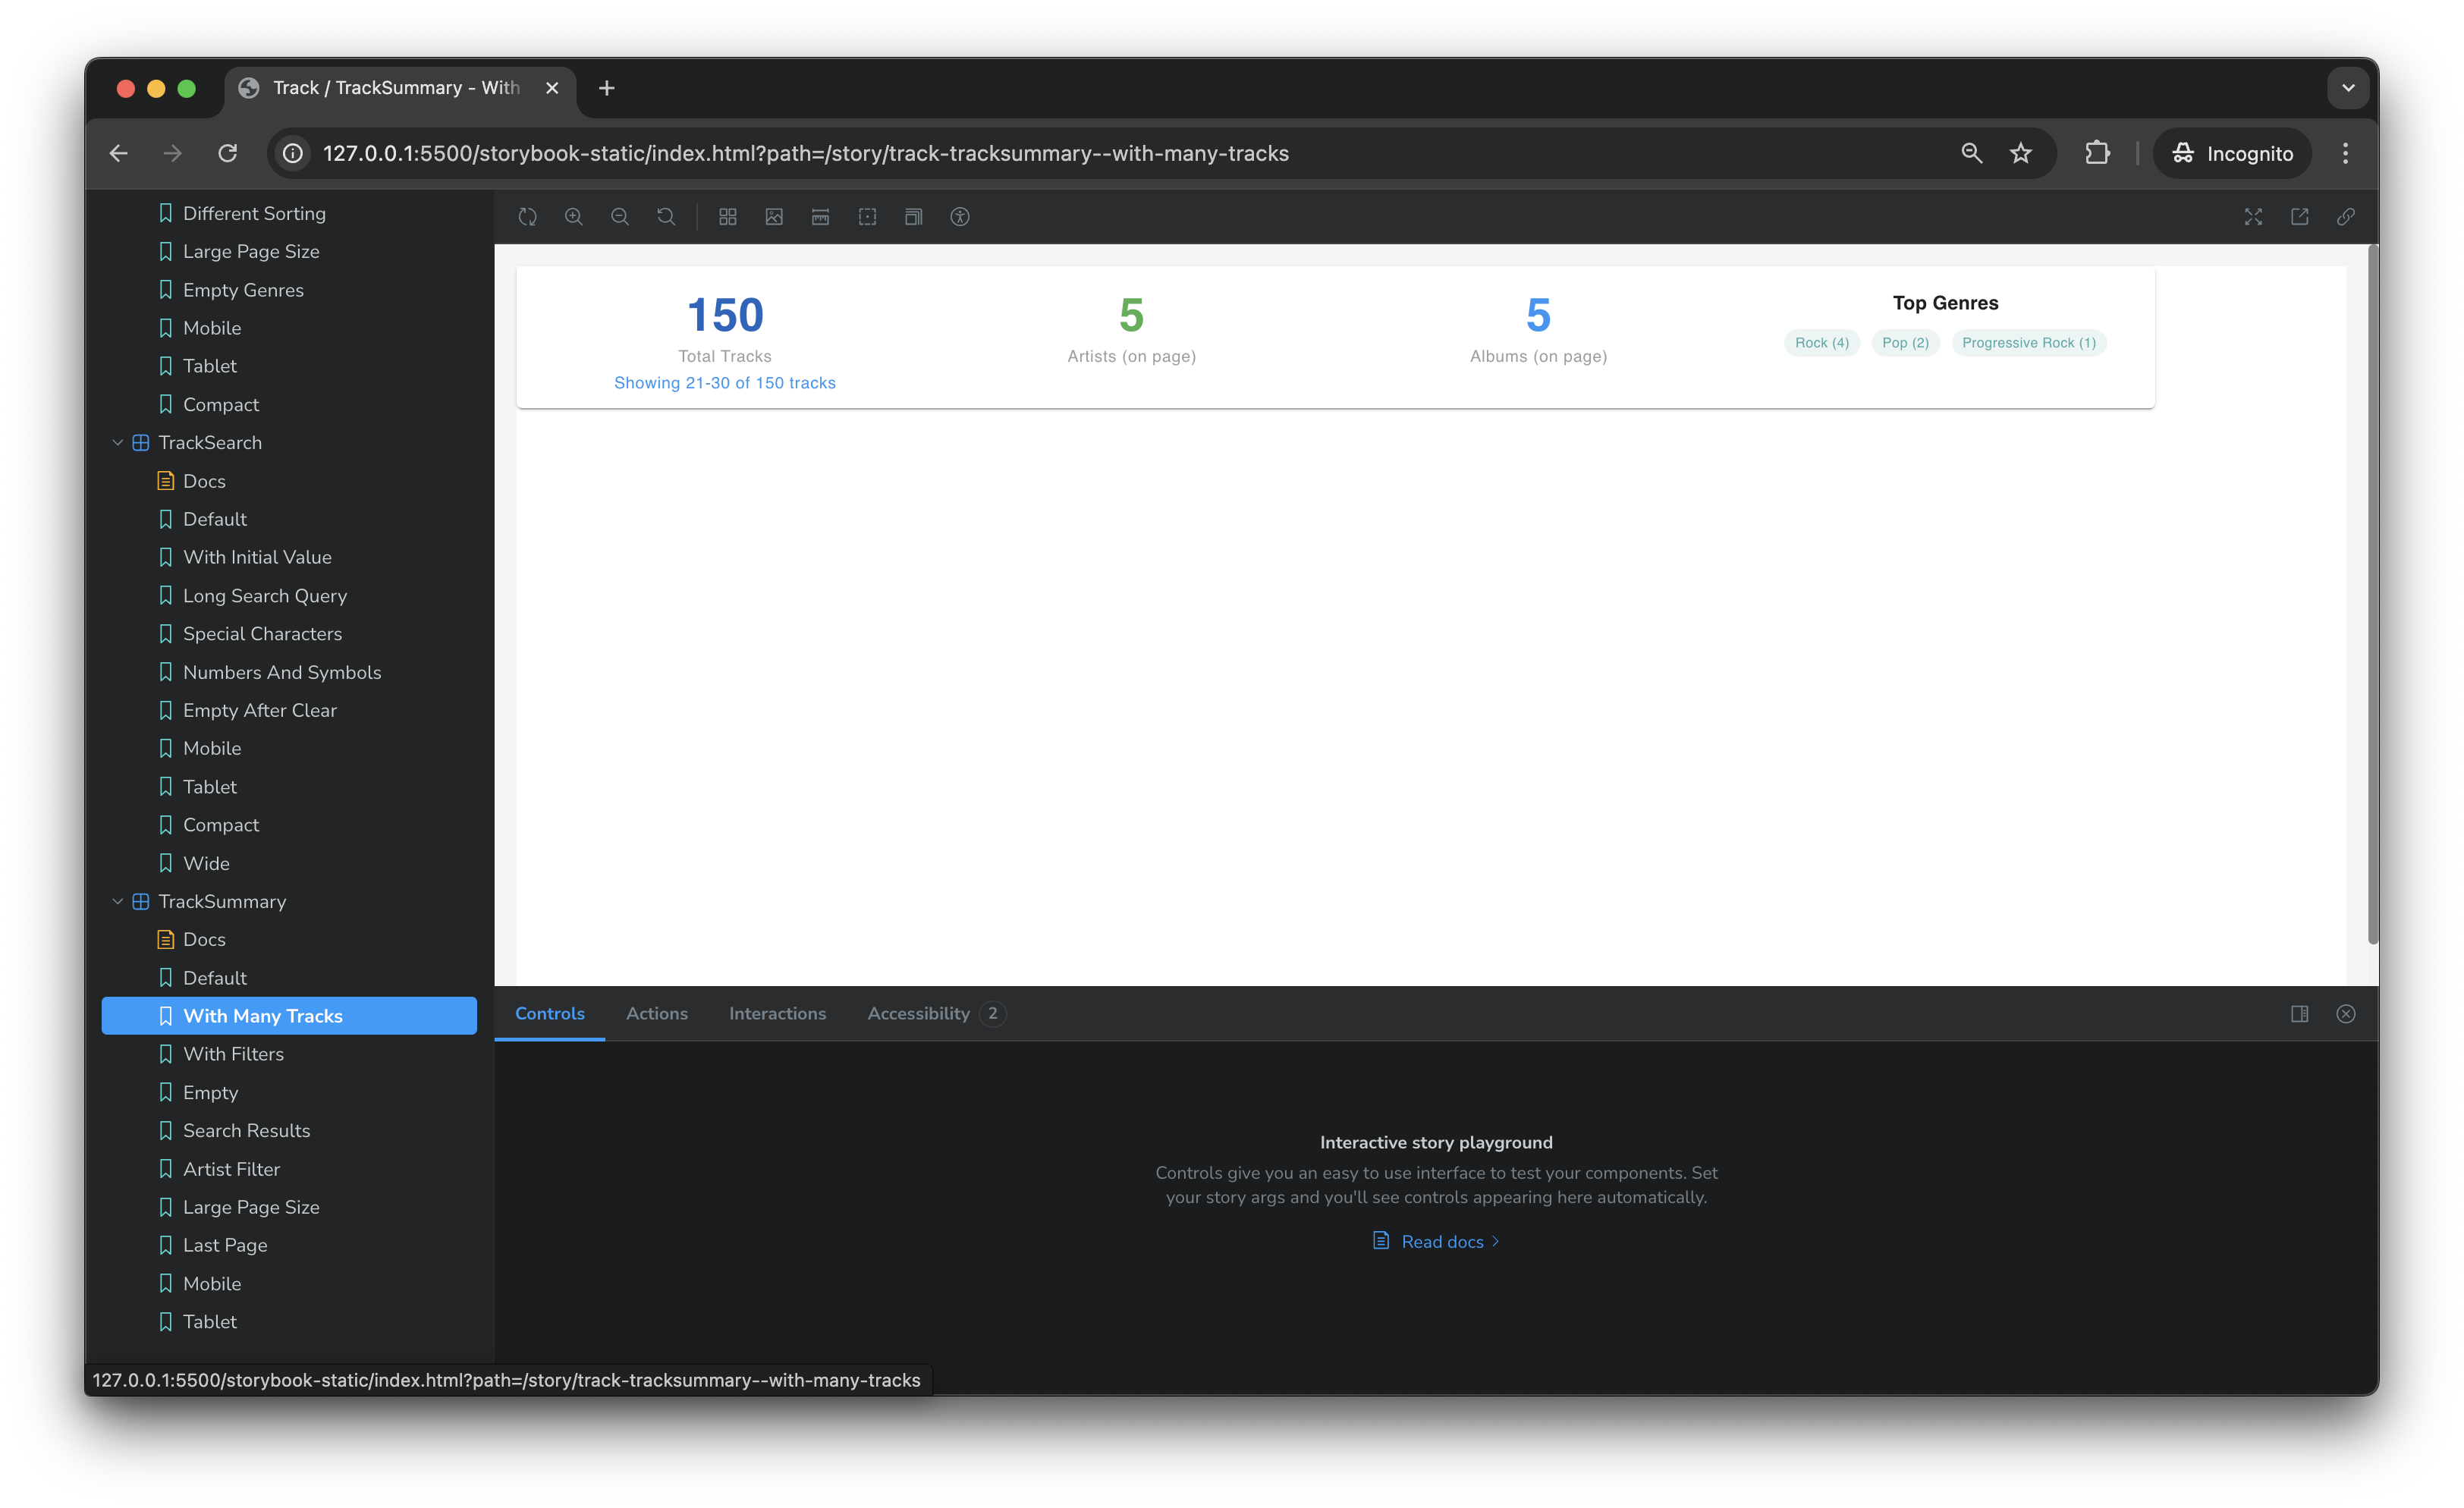 Track / TrackSummary - With
127.0.0.1:5500/storybook-static/index.html?path=/story/track-tracksummary--with-many-tracks
Incognito
Different Sorting
Large Page Size
Empty Genres
Mobile
Tablet
Compact
TrackSearch
Docs
Default
With Initial Value
Long Search Query
Special Characters
Numbers And Symbols
Empty After Clear
Mobile
Tablet
Compact
Wide
TrackSummary
Docs
Default
With Many Tracks
With Filters
Empty
Search Results
Artist Filter
Large Page Size
Last Page
Mobile
Tablet
150
Total Tracks
Showing 21-30 of 150 tracks
5
Artists (on page)
5
Albums (on page)
Top Genres
Rock (4) Pop (2) Progressive Rock (1)
Controls Actions Interactions Accessibility 2
Interactive story playground
Controls give you an easy to use interface to test your components. Set
your story args and you'll see controls appearing here automatically.
Read docs
127.0.0.1:5500/storybook-static/index.html?path=/story/track-tracksummary--with-many-tracks